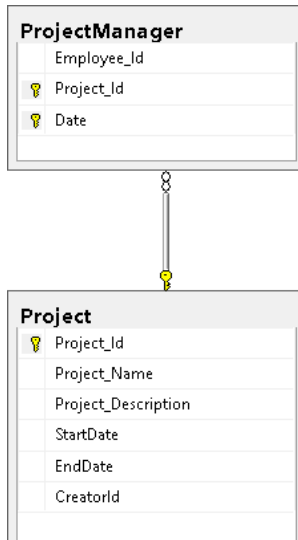 ProjectManager
Employee_Id
Project_Id
Date
Project
Project_Id
Project_Name
Project_Description
StartDate
EndDate
CreatorId